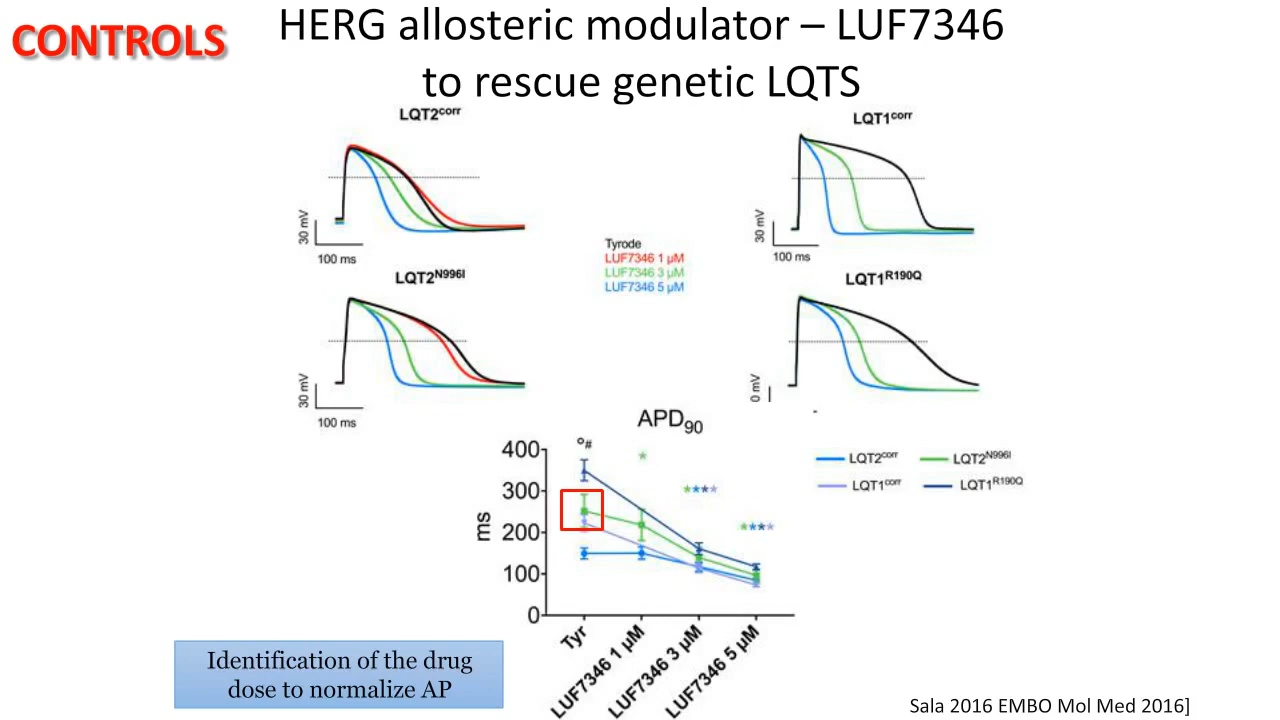 CONTROLS
HERG allosteric modulator – LUF7346
to rescue genetic LQTS
LQT2corr
LQT1corr
30 mV
100 ms
30 mV
100 ms
Tyrode
LUF7346 1 µM
LUF7346 3 µM
LUF7346 5 µM
LQT2N996I
LQT1R190Q
30 mV
100 ms
0 mV
APD90
400
300
200
100
0
ms
°#
*
****
****
Tyr
LUF7346 1 µM
LUF7346 3 µM
LUF7346 5 µM
LQT2corr
LQT2N996I
LQT1corr
LQT1R190Q
Identification of the drug
dose to normalize AP
Sala 2016 EMBO Mol Med 2016]